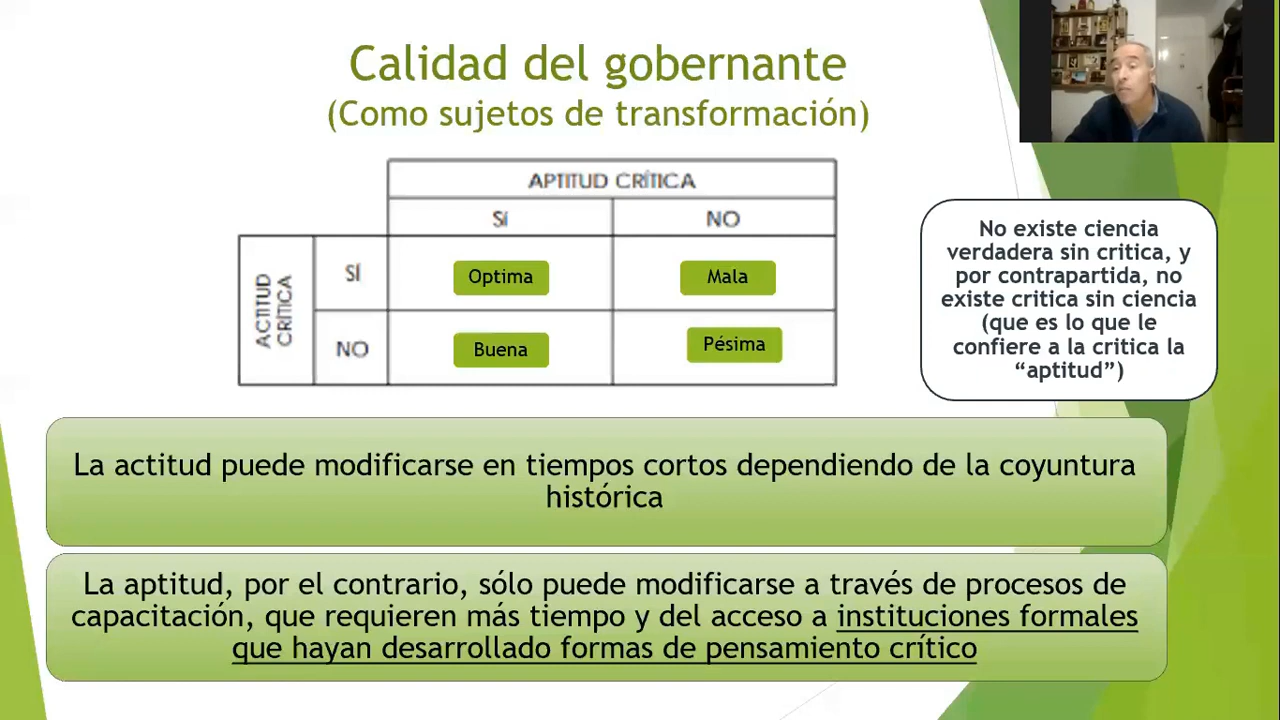 Calidad del gobernante
(Como sujetos de transformación)
APTITUD CRÍTICA
SÍ
NO
ACTITUD
CRÍTICA
SÍ
Optima
Mala
NO
Buena
Pésima
No existe ciencia
verdadera sin critica, y
por contrapartida, no
existe critica sin ciencia
(que es lo que le
confiere a la critica la
“aptitud”)
La actitud puede modificarse en tiempos cortos dependiendo de la coyuntura
histórica
La aptitud, por el contrario, sólo puede modificarse a través de procesos de
capacitación, que requieren más tiempo y del acceso a instituciones formales
que hayan desarrollado formas de pensamiento crítico